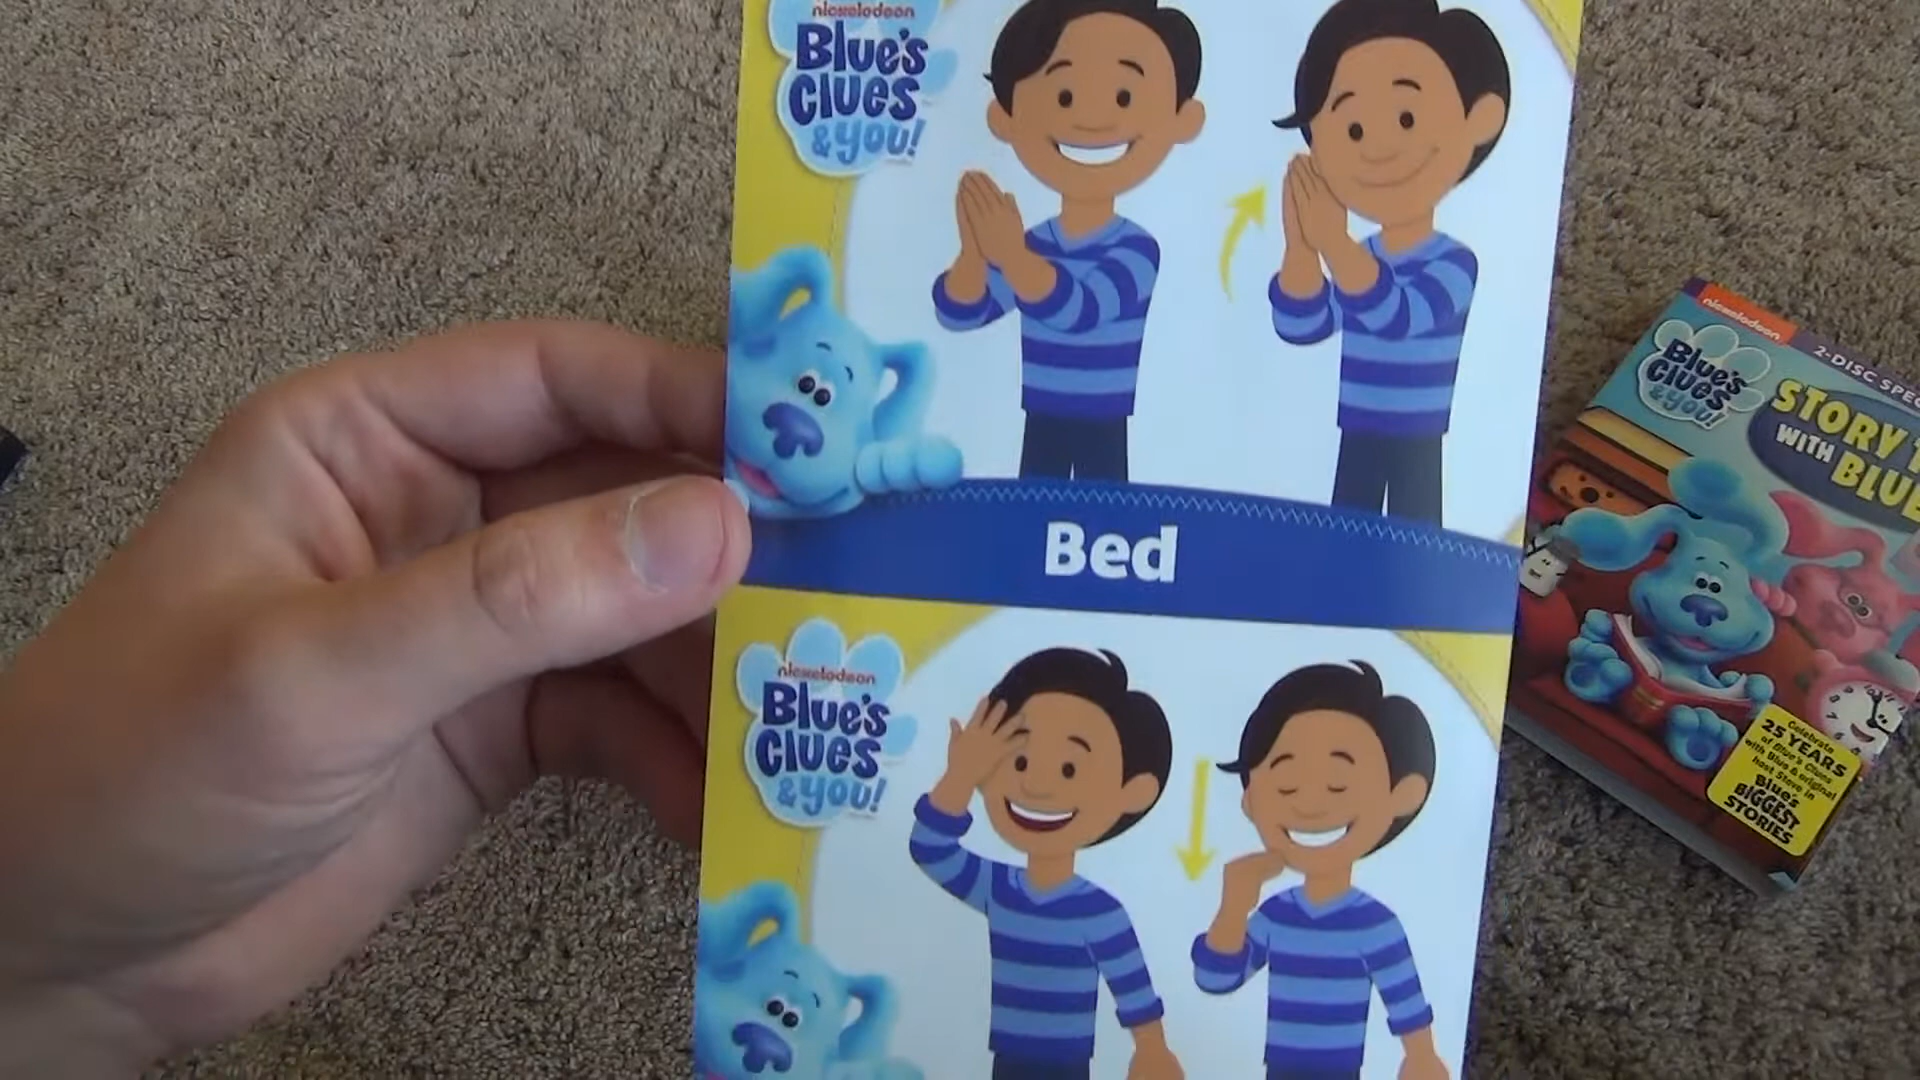 nickelodeon
Blue's
Clues
& You!
Bed
nickelodeon
Blue's
Clues
& You!
nickelodeon
2-DISC
Blue's
Clues
& You!
STORY
WITH BLUE
Celebrate
25 YEARS
of Blue's Clues
with Blue & original
host Steve in
Blue's
BIGGEST
STORIES